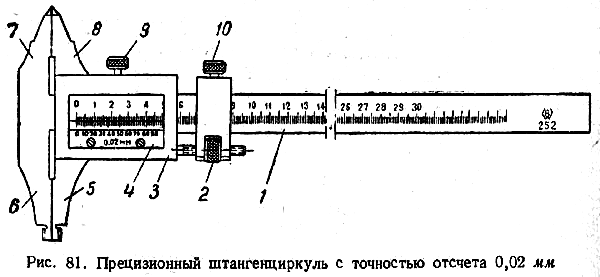 7 8 9 10
0 1 2 3 4 5 6 9 10 11 12 13 14 26 27 28 29 30
0,02 мм
252
6 5 4 3 2 1
Рис. 81. Прецизионный штангенциркуль с точностью отсчета 0,02 мм